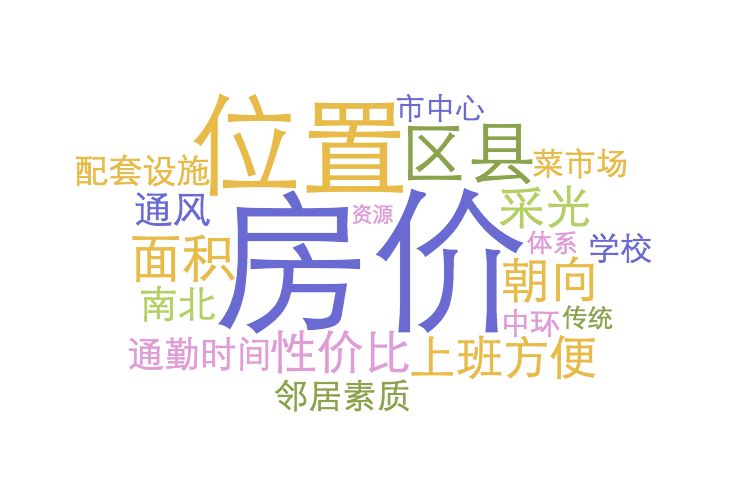 市中心
位置
区县
菜市场
配套设施
通风
资源
采光
房价
面积
体系
学校
朝向
南北
中环
传统
通勤时间
性价比
上班方便
邻居素质